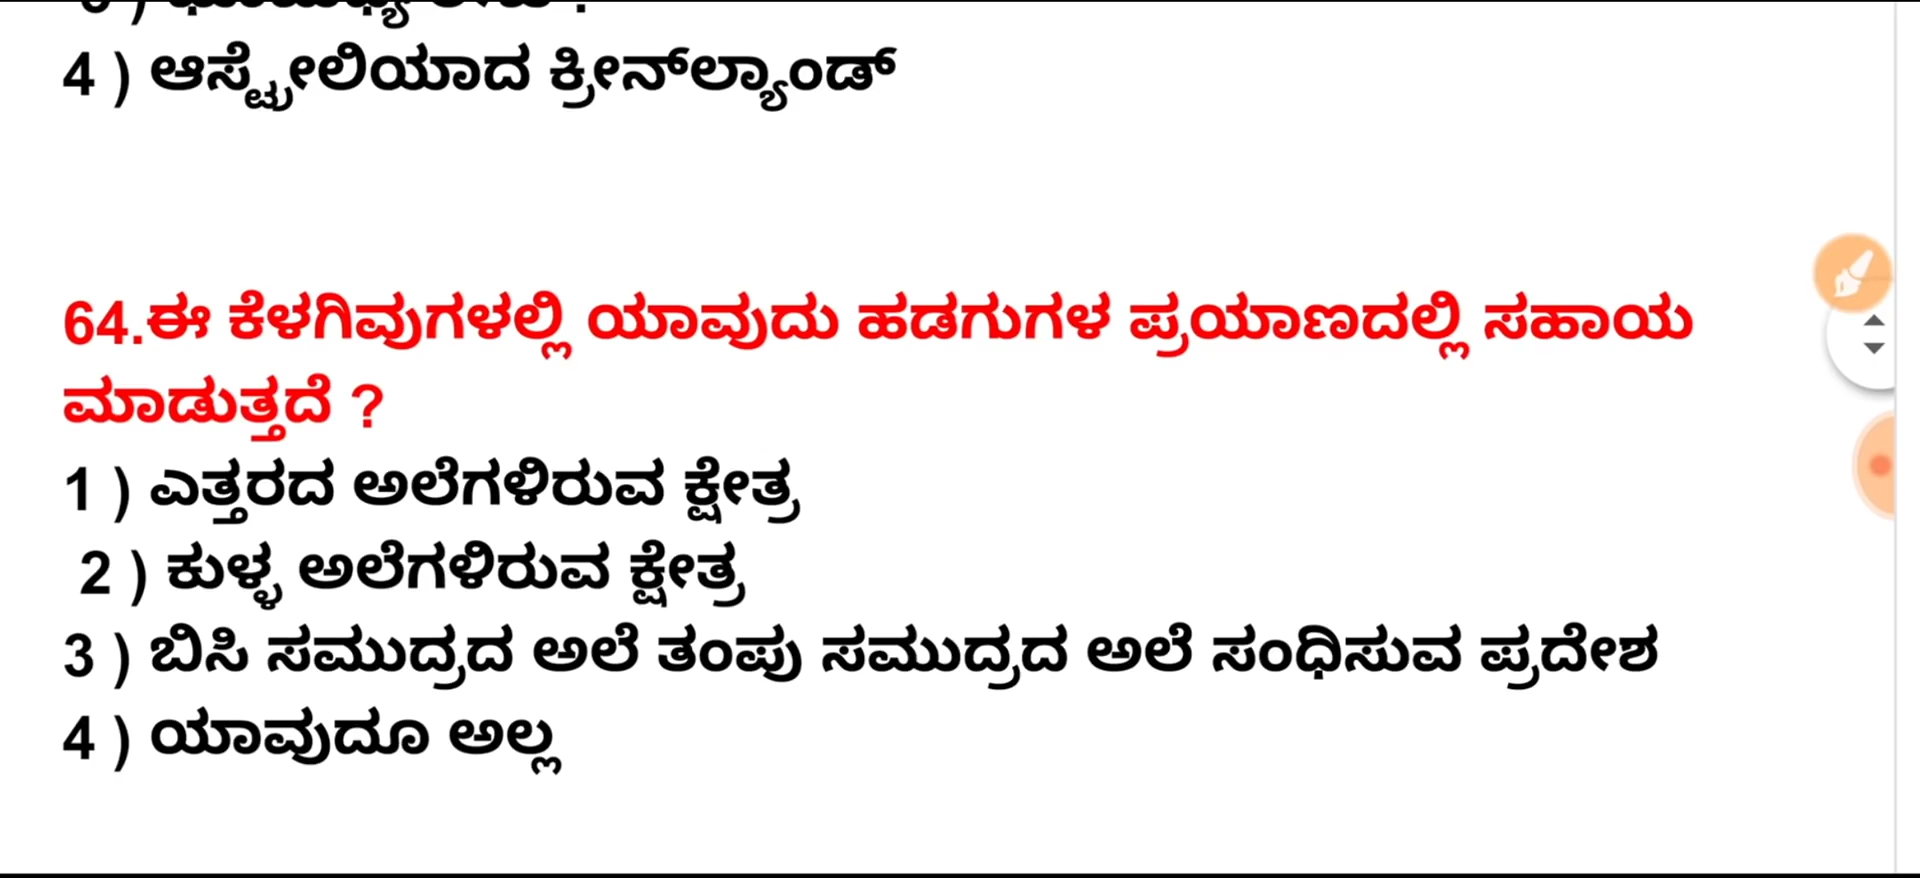 4 ) ಆಸ್ಟ್ರೇಲಿಯಾದ ಕ್ರೀನ್‌ಲ್ಯಾಂಡ್
64.ಈ ಕೆಳಗಿವುಗಳಲ್ಲಿ ಯಾವುದು ಹಡಗುಗಳ ಪ್ರಯಾಣದಲ್ಲಿ ಸಹಾಯ
ಮಾಡುತ್ತದೆ ?
1 ) ಎತ್ತರದ ಅಲೆಗಳಿರುವ ಕ್ಷೇತ್ರ
2 ) ಕುಳ್ಳ ಅಲೆಗಳಿರುವ ಕ್ಷೇತ್ರ
3 ) ಬಿಸಿ ಸಮುದ್ರದ ಅಲೆ ತಂಪು ಸಮುದ್ರದ ಅಲೆ ಸಂಧಿಸುವ ಪ್ರದೇಶ
4 ) ಯಾವುದೂ ಅಲ್ಲ